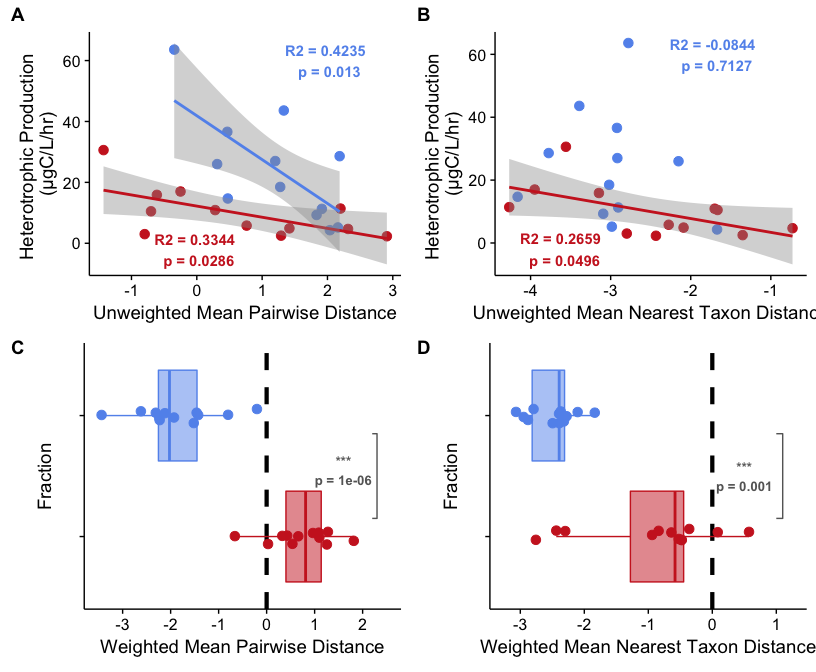 A
Heterotrophic Production
(µgC/L/hr)
60
40
20
0
R2 = 0.4235
p = 0.013
R2 = 0.3344
p = 0.0286
-1
0
1
2
3
Unweighted Mean Pairwise Distance
B
Heterotrophic Production
(µgC/L/hr)
60
40
20
0
R2 = -0.0844
p = 0.7127
R2 = 0.2659
p = 0.0496
-4
-3
-2
-1
Unweighted Mean Nearest Taxon Distanc
C
Fraction
***
p = 1e-06
-3
-2
-1
0
1
2
Weighted Mean Pairwise Distance
D
Fraction
***
p = 0.001
-3
-2
-1
0
1
Weighted Mean Nearest Taxon Distance